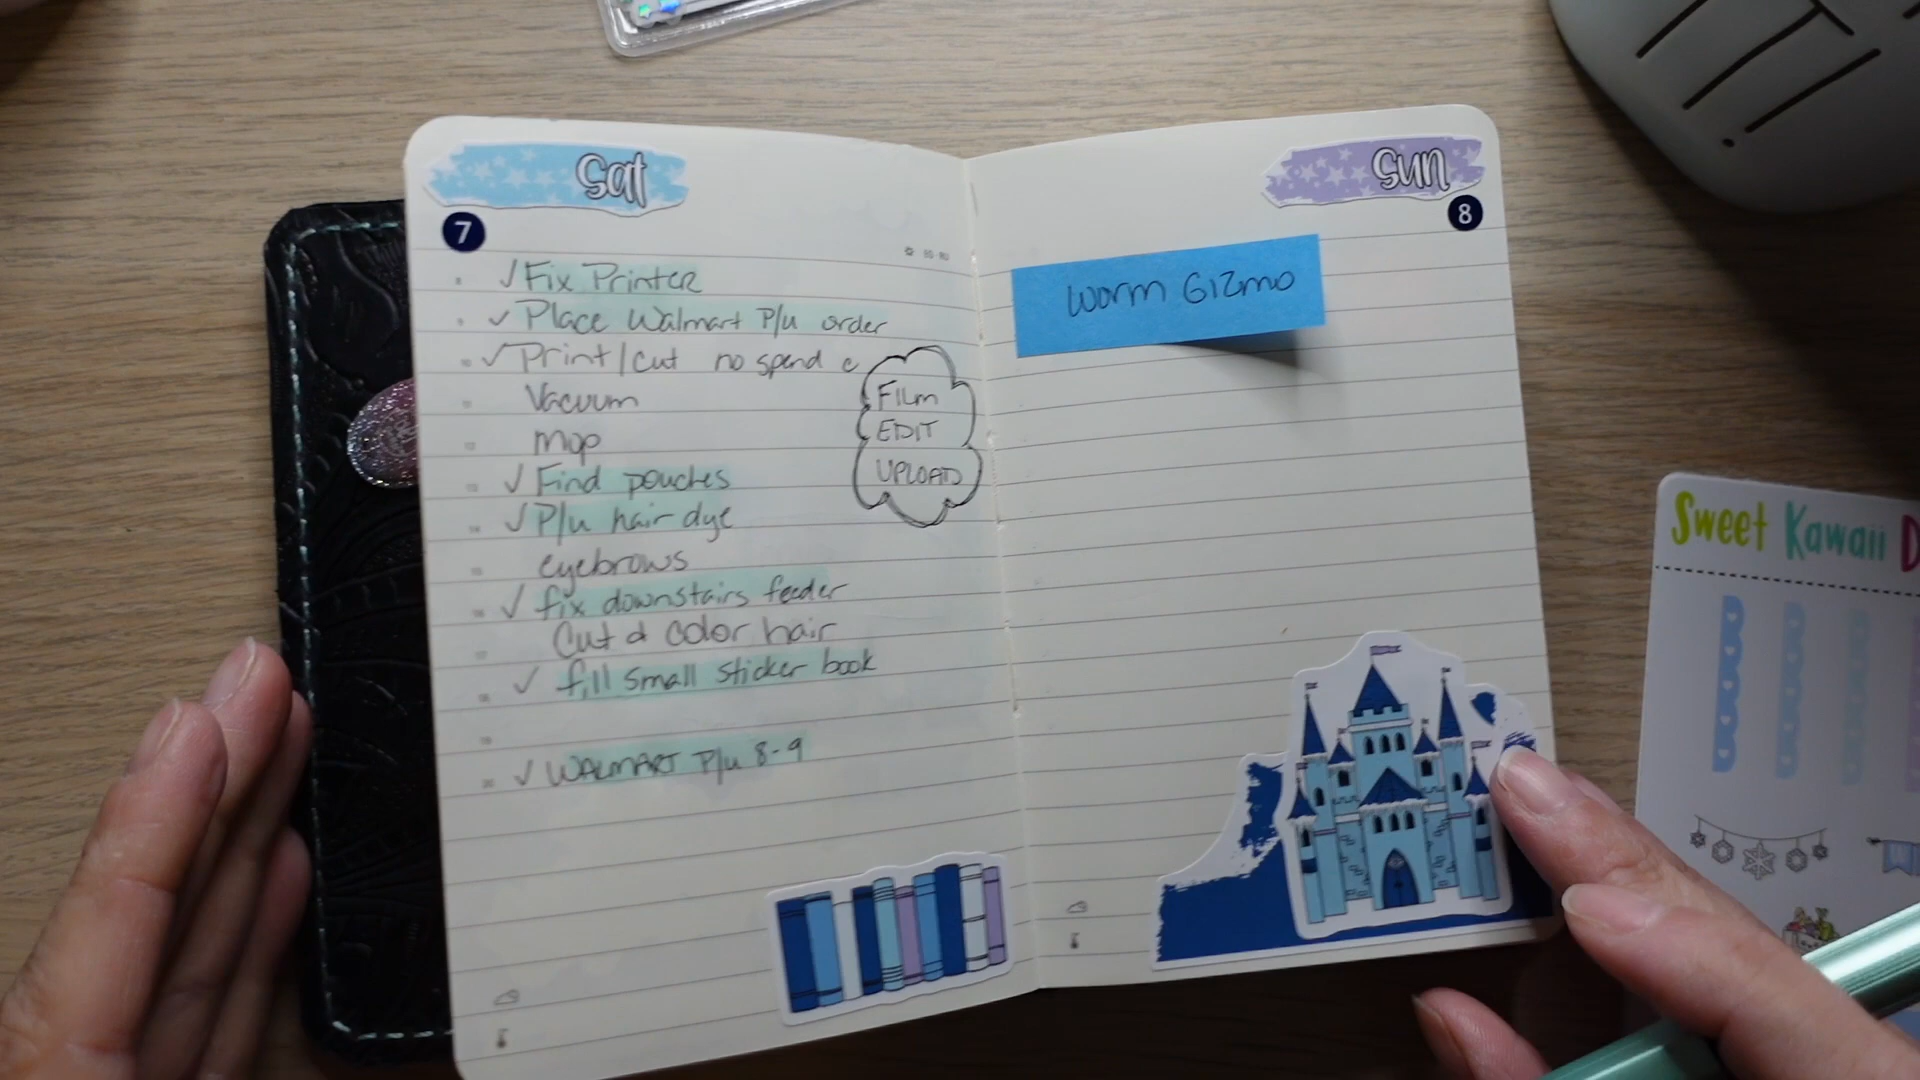 sat
7
✓ Fix Printer
✓ Place Walmart P/u order
✓ Print/cut no spend c
Vacuum
mop
✓ Find pouches
✓ P/u hair dye
eyebrows
✓ fix downstairs feeder
Cut & color hair
✓ fill small sticker book
✓ WALMART P/u 8-9
FILM
EDIT
UPLOAD
sun
8
worm Gizmo
Sweet Kawaii D